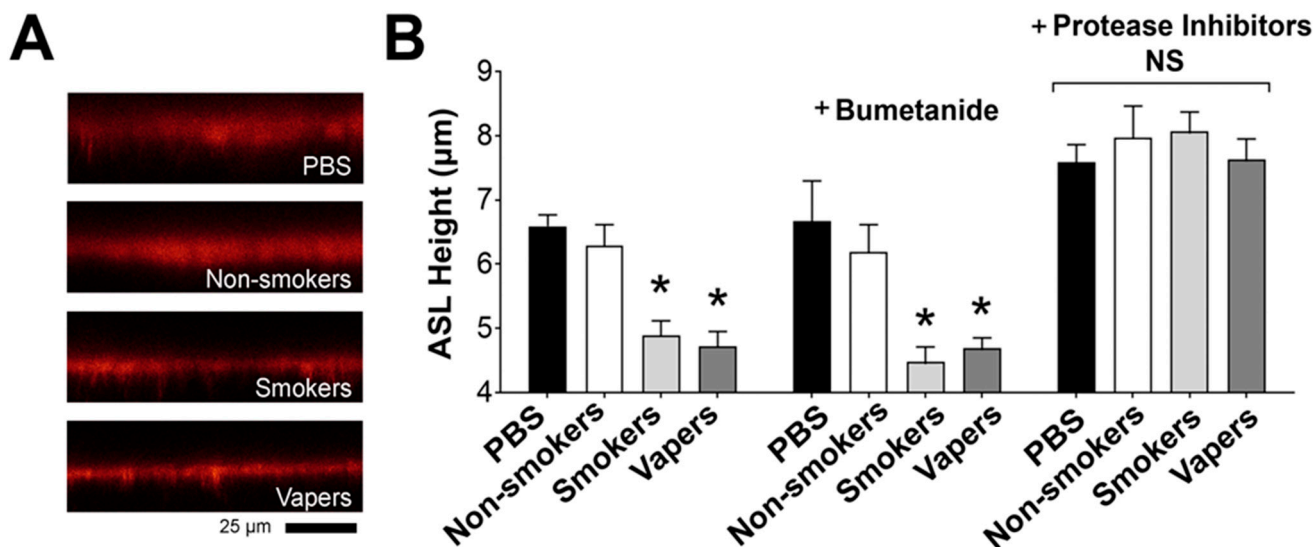 A
PBS
Non-smokers
Smokers
Vapers
25 µm
B
+ Protease Inhibitors
NS
+ Bumetanide
ASL Height (µm)
9
8
7
6
5
4
*
*
*
*
PBS
Non-smokers
Smokers
Vapers
PBS
Non-smokers
Smokers
Vapers
PBS
Non-smokers
Smokers
Vapers